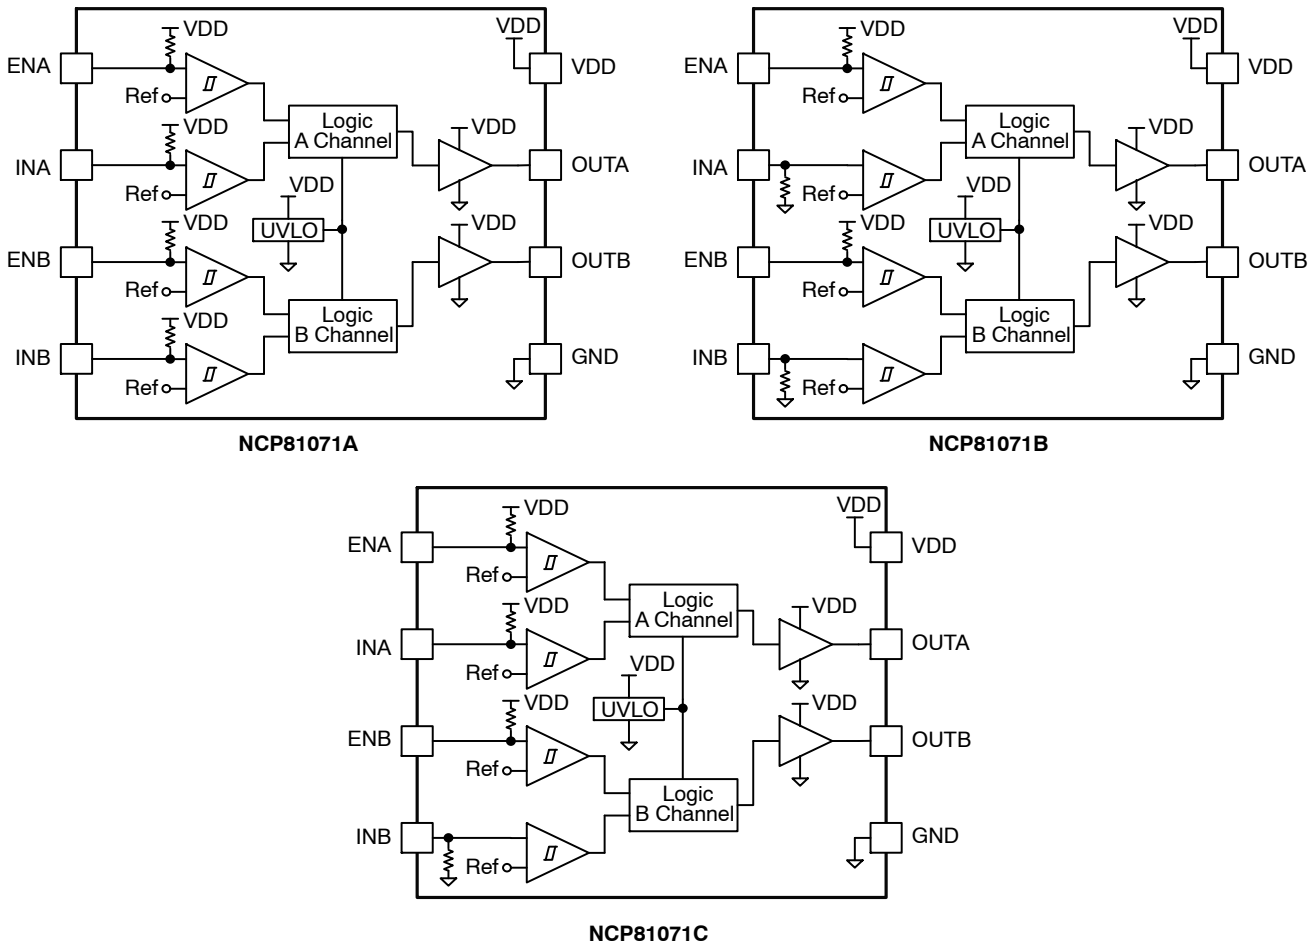 VDD
VDD
ENA
VDD
Ref
VDD
Logic
A Channel
VDD
INA
OUTA
Ref
VDD
VDD
UVLO
VDD
ENB
OUTB
Ref
VDD
Logic
B Channel
INB
GND
Ref
NCP81071A
VDD
VDD
ENA
VDD
Ref
Logic
A Channel
VDD
INA
OUTA
Ref
VDD
VDD
UVLO
VDD
ENB
OUTB
Ref
Logic
B Channel
INB
GND
Ref
NCP81071B
VDD
VDD
ENA
VDD
Ref
VDD
Logic
A Channel
VDD
INA
OUTA
Ref
VDD
VDD
UVLO
VDD
ENB
OUTB
Ref
Logic
B Channel
INB
GND
Ref
NCP81071C